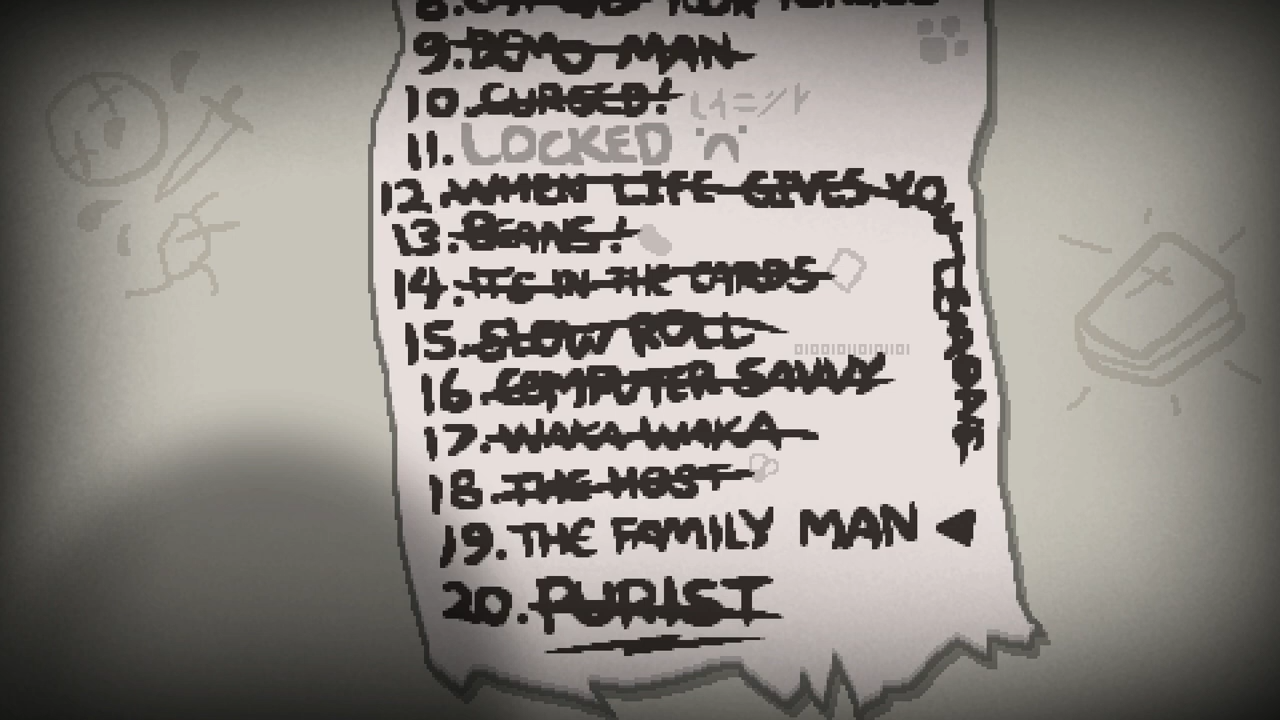 9. DEMO MAN
10. CURSED!
11. LOCKED :(
12 WHEN LIFE GIVES YOU LEMONS
13. BEANS!
14. IT'S IN THE CARDS
15. SLOW ROLL
010010110101101
16. COMPUTER SAVVY
17. WAKA WAKA
18. THE HOST
19. THE FAMILY MAN ◀
20. PURIST